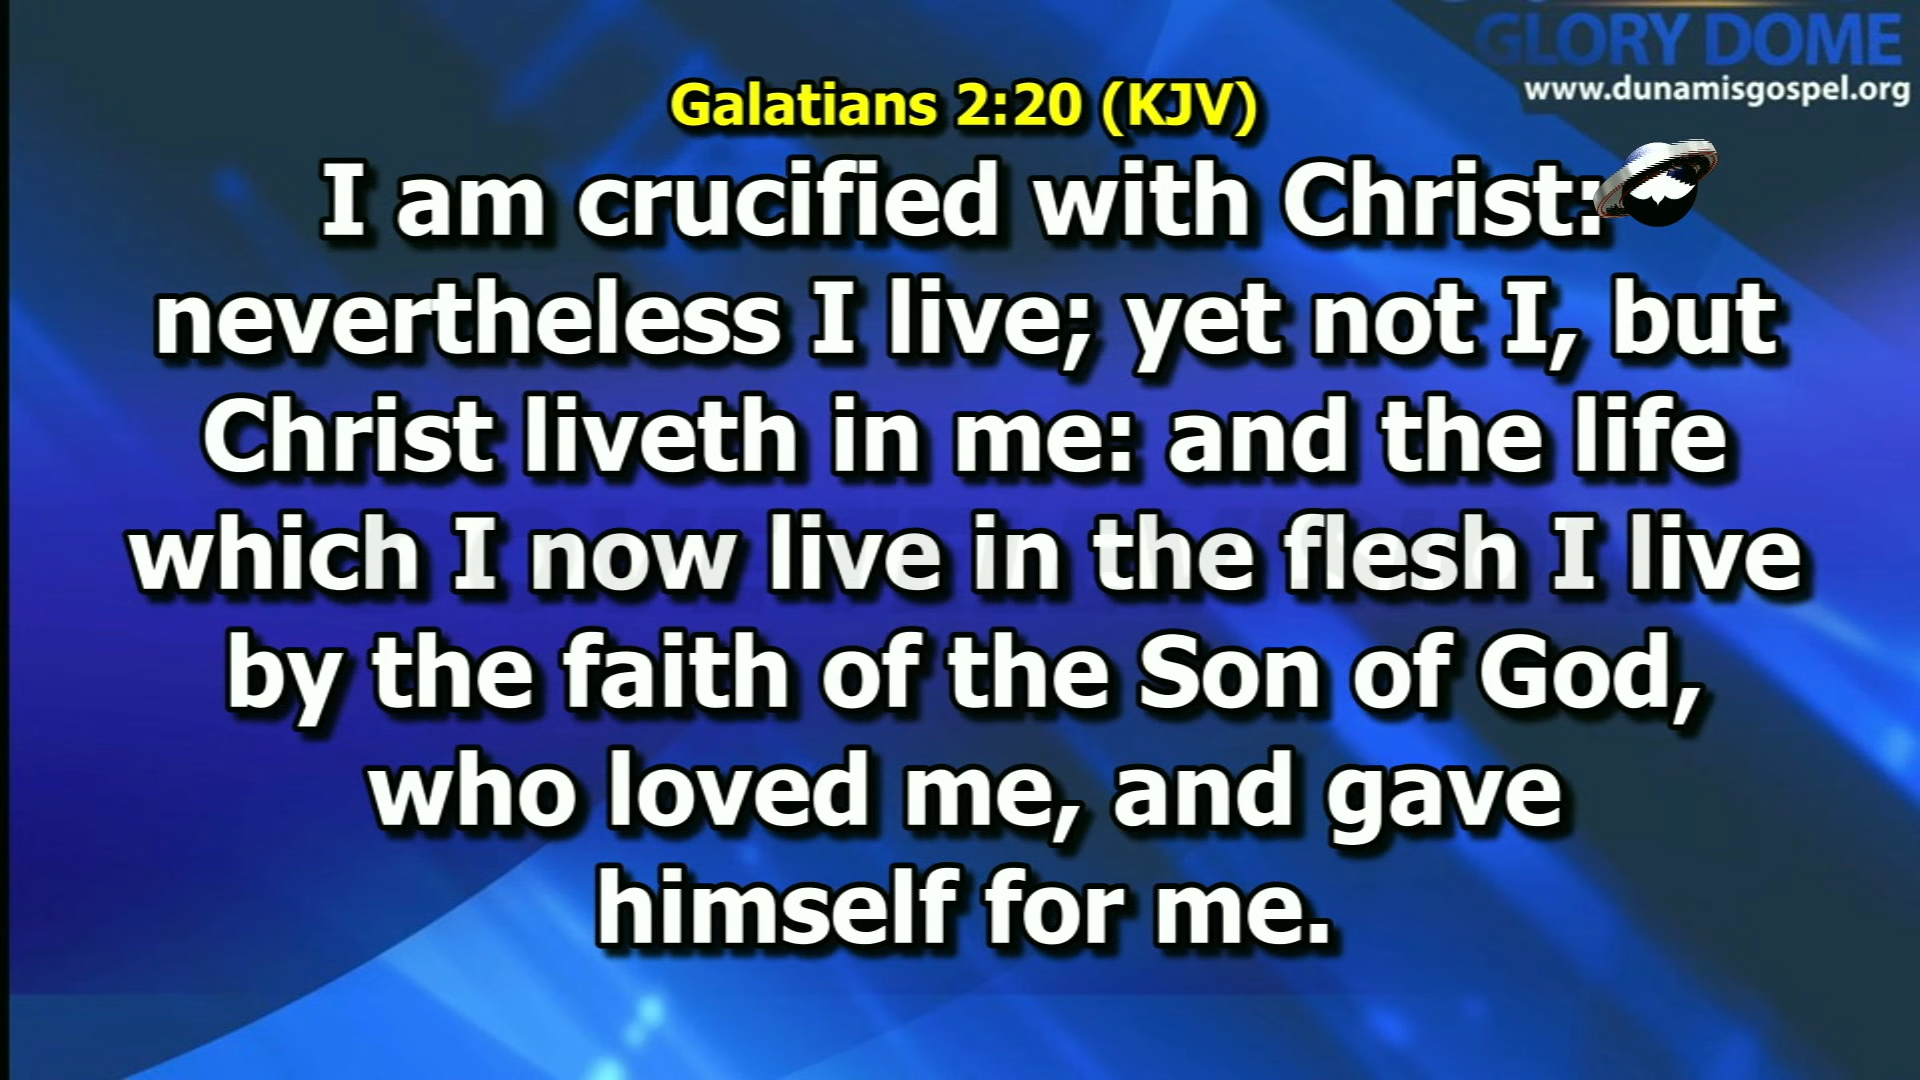 GLORY DOME
www.dunamisgospel.org
Galatians 2:20 (KJV)
I am crucified with Christ:
nevertheless I live; yet not I, but
Christ liveth in me: and the life
which I now live in the flesh I live
by the faith of the Son of God,
who loved me, and gave
himself for me.